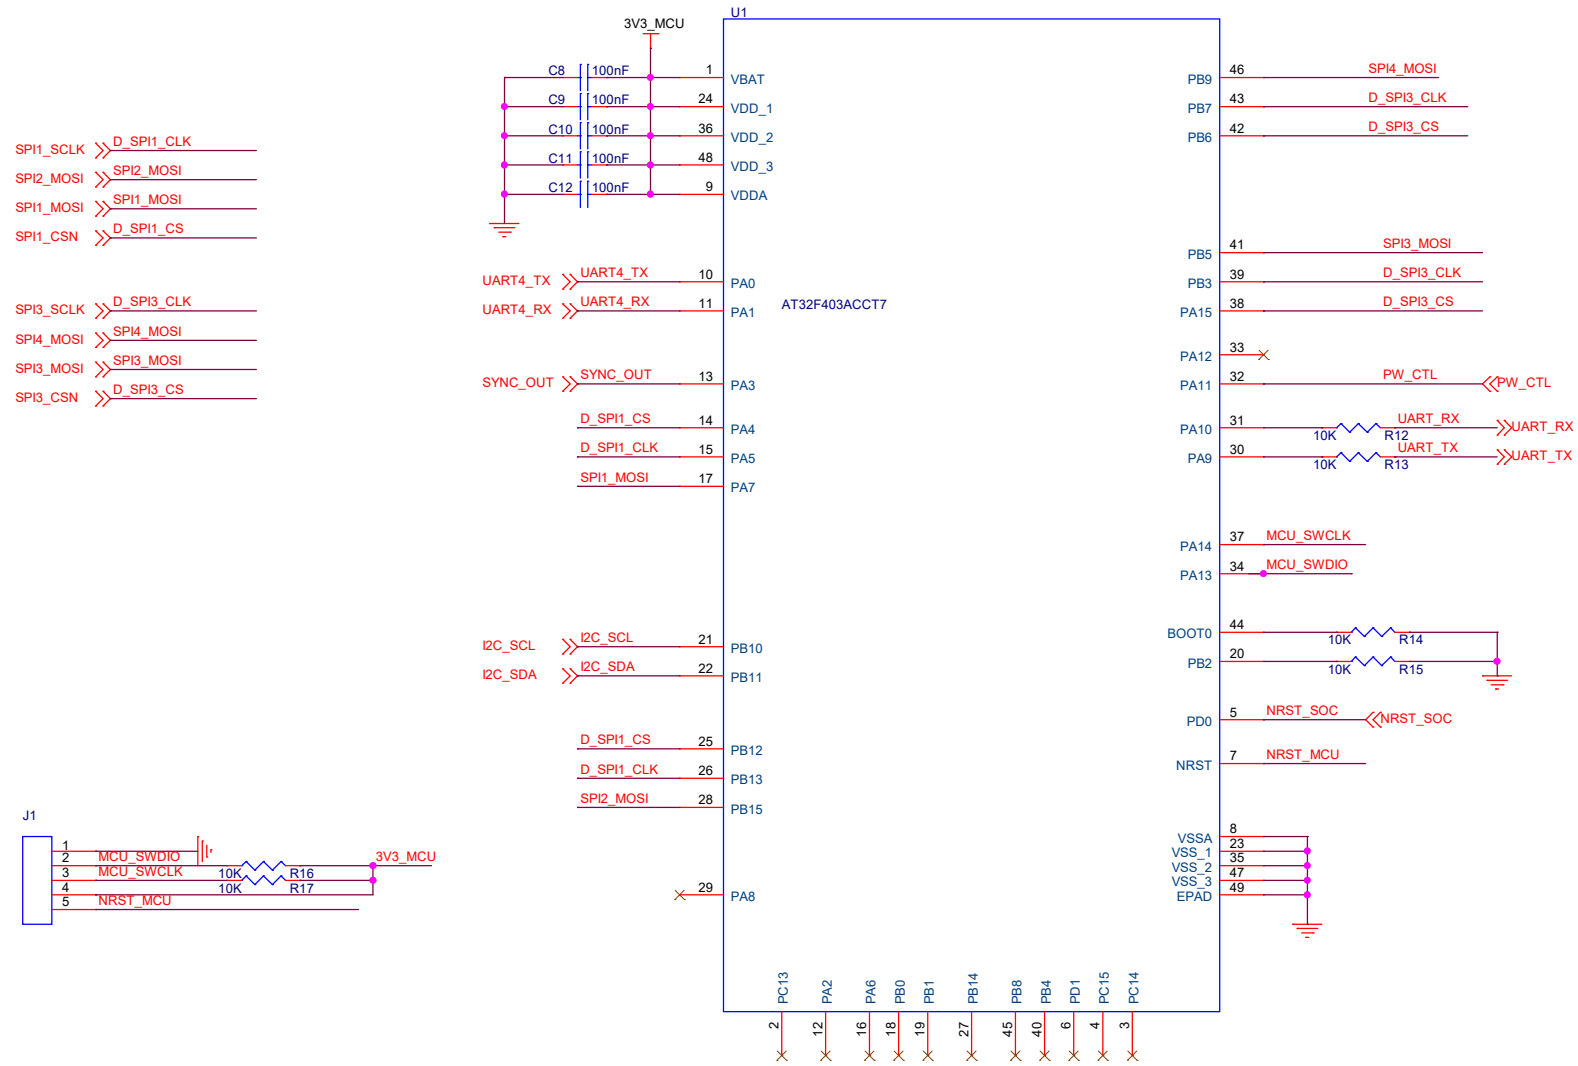 U1
3V3_MCU
C8 100nF 1 VBAT
C9 100nF 24 VDD_1
C10 100nF 36 VDD_2
C11 100nF 48 VDD_3
C12 100nF 9 VDDA
SPI1_SCLK D_SPI1_CLK
SPI2_MOSI SPI2_MOSI
SPI1_MOSI SPI1_MOSI
SPI1_CSN D_SPI1_CS
SPI3_SCLK D_SPI3_CLK
SPI4_MOSI SPI4_MOSI
SPI3_MOSI SPI3_MOSI
SPI3_CSN D_SPI3_CS
UART4_TX UART4_TX 10 PA0
UART4_RX UART4_RX 11 PA1
AT32F403ACCT7
SYNC_OUT SYNC_OUT 13 PA3
D_SPI1_CS 14 PA4
D_SPI1_CLK 15 PA5
SPI1_MOSI 17 PA7
I2C_SCL I2C_SCL 21 PB10
I2C_SDA I2C_SDA 22 PB11
D_SPI1_CS 25 PB12
D_SPI1_CLK 26 PB13
SPI2_MOSI 28 PB15
29 PA8
PB9 46 SPI4_MOSI
PB7 43 D_SPI3_CLK
PB6 42 D_SPI3_CS
PB5 41 SPI3_MOSI
PB3 39 D_SPI3_CLK
PA15 38 D_SPI3_CS
PA12 33
PA11 32 PW_CTL PW_CTL
PA10 31 10K R12 UART_RX UART_RX
PA9 30 10K R13 UART_TX UART_TX
PA14 37 MCU_SWCLK
PA13 34 MCU_SWDIO
BOOT0 44 10K R14
PB2 20 10K R15
PD0 5 NRST_SOC NRST_SOC
NRST 7 NRST_MCU
VSSA 8
VSS_1 23
VSS_2 35
VSS_3 47
EPAD 49
J1
1
2 MCU_SWDIO 10K R16 3V3_MCU
3 MCU_SWCLK 10K R17
4
5 NRST_MCU
PC13 PA2 PA6 PB0 PB1 PB14 PB8 PB4 PD1 PC15 PC14
2 12 16 18 19 27 45 40 6 4 3